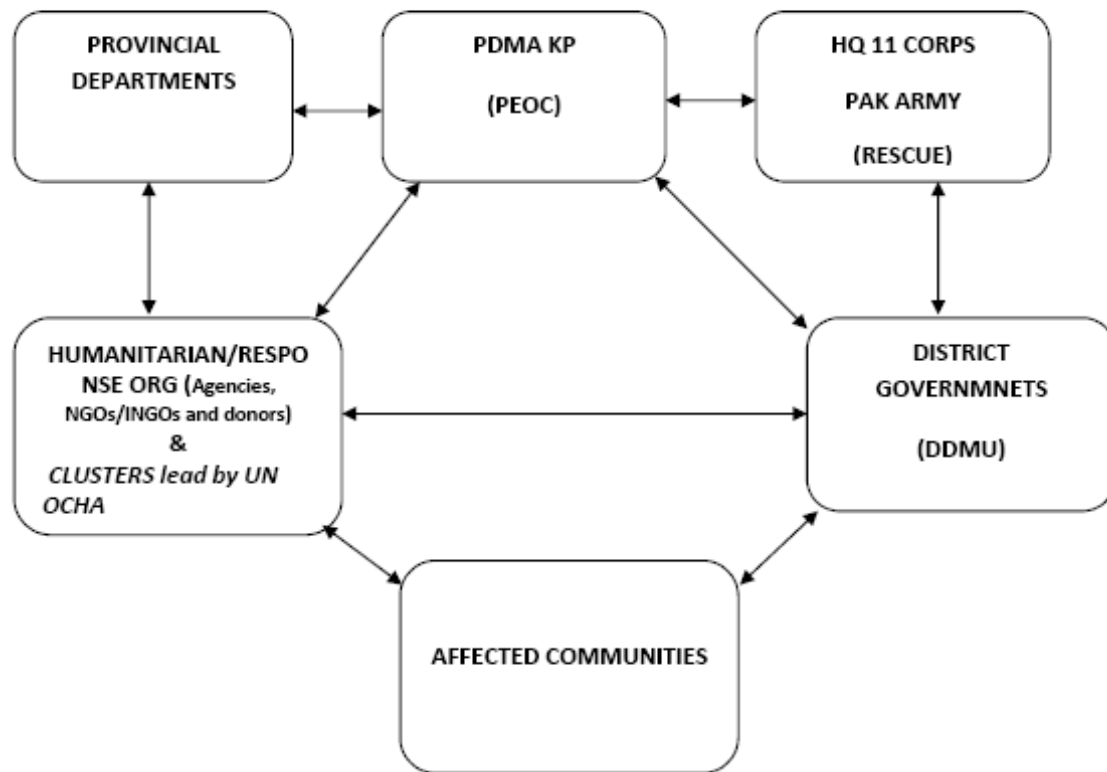 PROVINCIAL
DEPARTMENTS
PDMA KP
(PEOC)
HQ 11 CORPS
PAK ARMY
(RESCUE)
HUMANITARIAN/RESPO
NSE ORG (Agencies,
NGOs/INGOs and donors)
&
CLUSTERS lead by UN
OCHA
DISTRICT
GOVERNMNETS
(DDMU)
AFFECTED COMMUNITIES